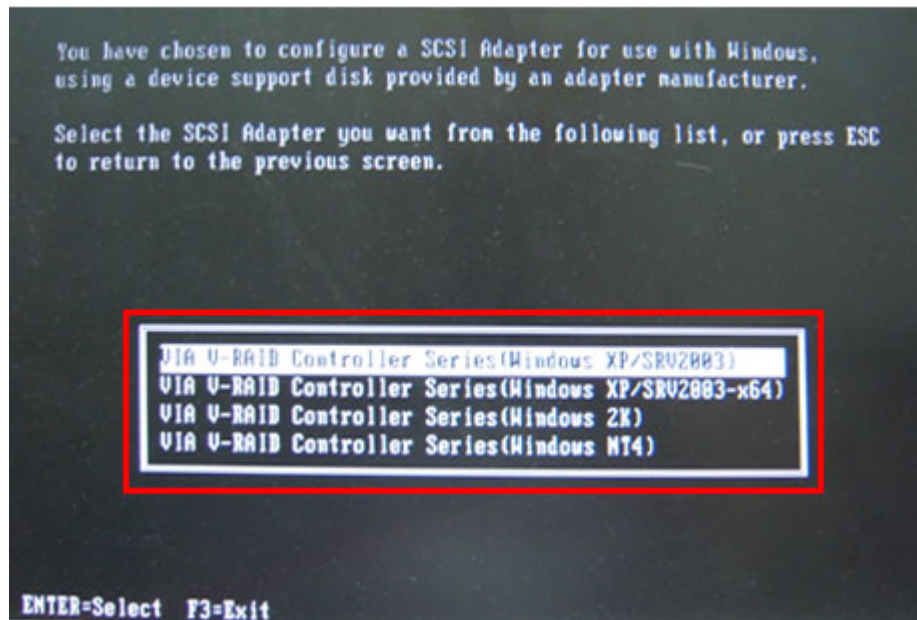 You have chosen to configure a SCSI Adapter for use with Windows,
using a device support disk provided by an adapter manufacturer.
Select the SCSI Adapter you want from the following list, or press ESC
to return to the previous screen.
VIA V-RAID Controller Series(Windows XP/SRV2003)
VIA V-RAID Controller Series(Windows XP/SRV2003-x64)
VIA V-RAID Controller Series(Windows 2K)
VIA V-RAID Controller Series(Windows NT4)
ENTER=Select F3=Exit